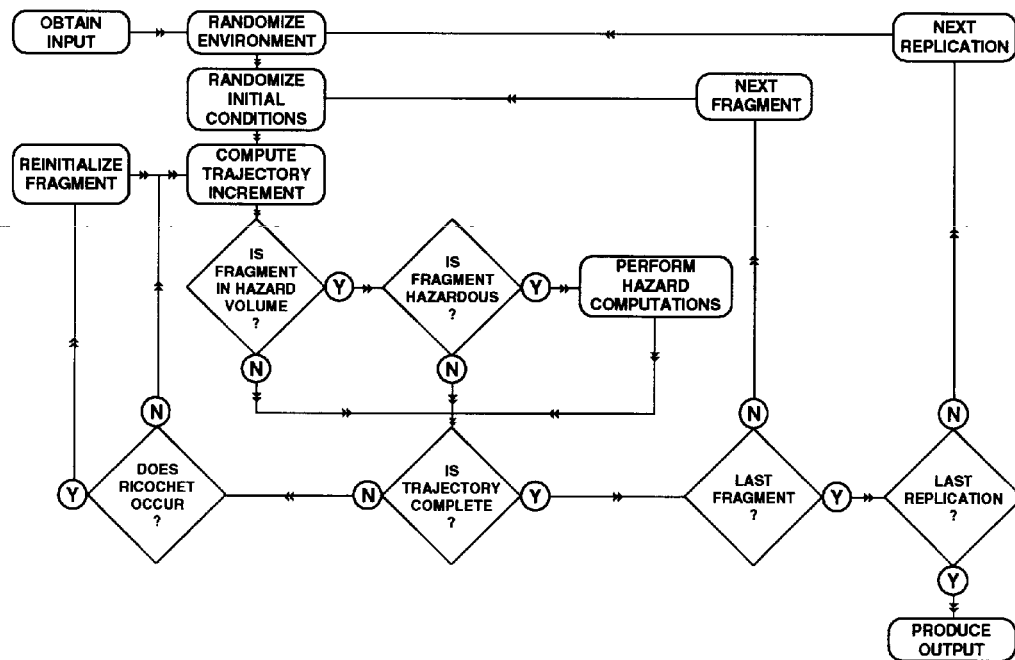 OBTAIN
INPUT
RANDOMIZE
ENVIRONMENT
NEXT
REPLICATION
RANDOMIZE
INITIAL
CONDITIONS
NEXT
FRAGMENT
REINITIALIZE
FRAGMENT
COMPUTE
TRAJECTORY
INCREMENT
IS
FRAGMENT
IN HAZARD
VOLUME
?
Y
IS
FRAGMENT
HAZARDOUS
?
Y
PERFORM
HAZARD
COMPUTATIONS
N
N
N
N
N
Y
DOES
RICOCHET
OCCUR
?
N
IS
TRAJECTORY
COMPLETE
?
Y
LAST
FRAGMENT
?
Y
LAST
REPLICATION
?
Y
PRODUCE
OUTPUT